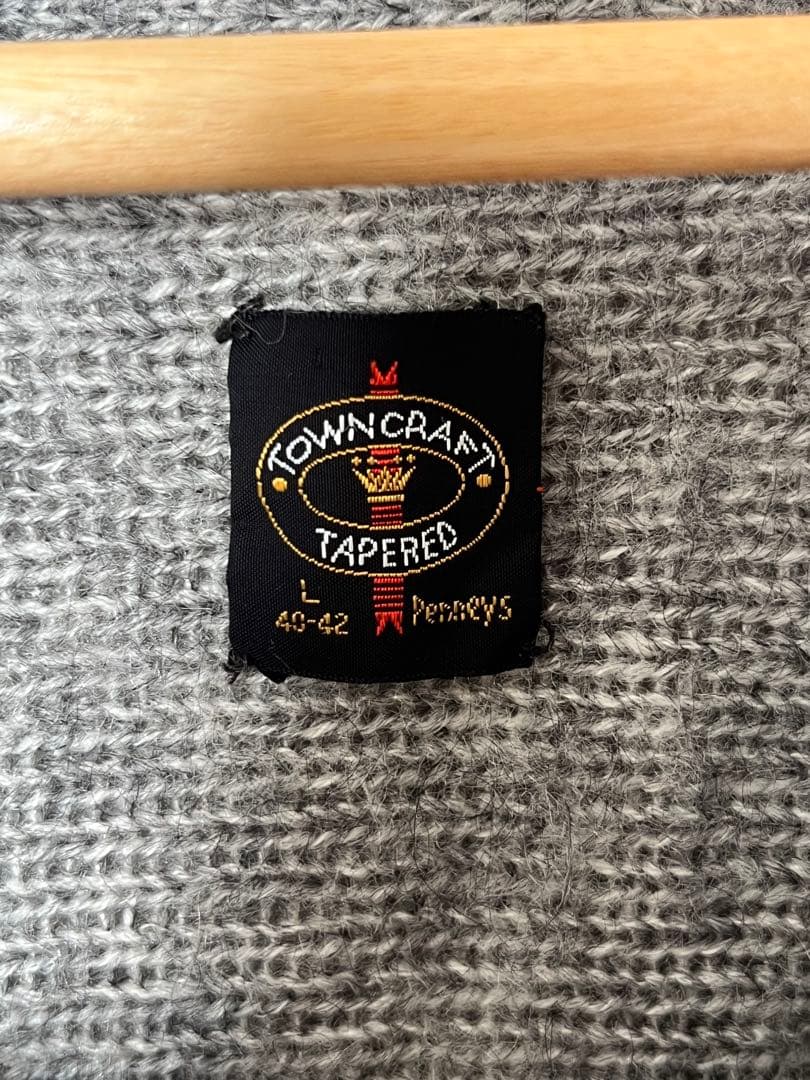 TOWNCRAFT
TAPERED
L
40-42
Penneys